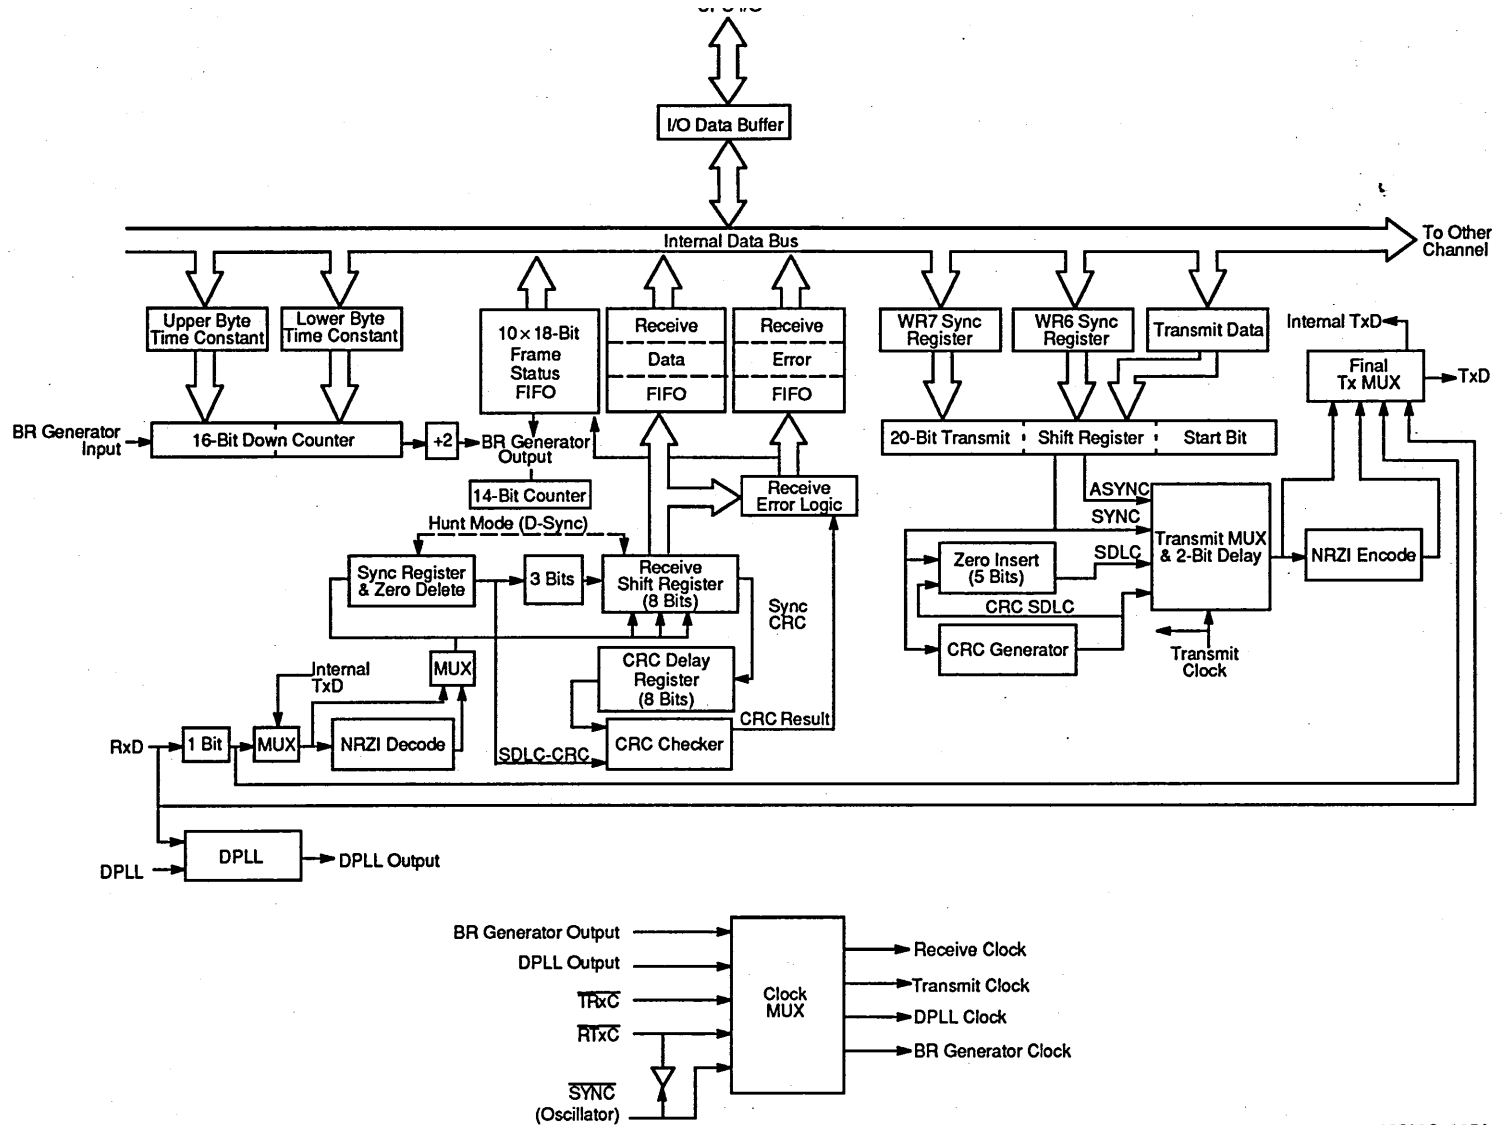 I/O Data Buffer
Internal Data Bus
To Other
Channel
Upper Byte
Time Constant
Lower Byte
Time Constant
10×18-Bit
Frame
Status
FIFO
Receive
Data
FIFO
Receive
Error
FIFO
WR7 Sync
Register
WR6 Sync
Register
Transmit Data
Internal TxD
Final
Tx MUX
TxD
BR Generator
Input
16-Bit Down Counter
÷2
BR Generator
Output
20-Bit Transmit
Shift Register
Start Bit
14-Bit Counter
Receive
Error Logic
Hunt Mode (D-Sync)
ASYNC
SYNC
Transmit MUX
& 2-Bit Delay
NRZI Encode
Zero Insert
(5 Bits)
SDLC
CRC SDLC
CRC Generator
Transmit
Clock
Sync Register
& Zero Delete
3 Bits
Receive
Shift Register
(8 Bits)
Sync
CRC
MUX
CRC Delay
Register
(8 Bits)
Internal
TxD
RxD
1 Bit
MUX
NRZI Decode
CRC Result
CRC Checker
SDLC-CRC
DPLL
DPLL
DPLL Output
BR Generator Output
DPLL Output
TRxC
RTxC
SYNC
(Oscillator)
Clock
MUX
Receive Clock
Transmit Clock
DPLL Clock
BR Generator Clock